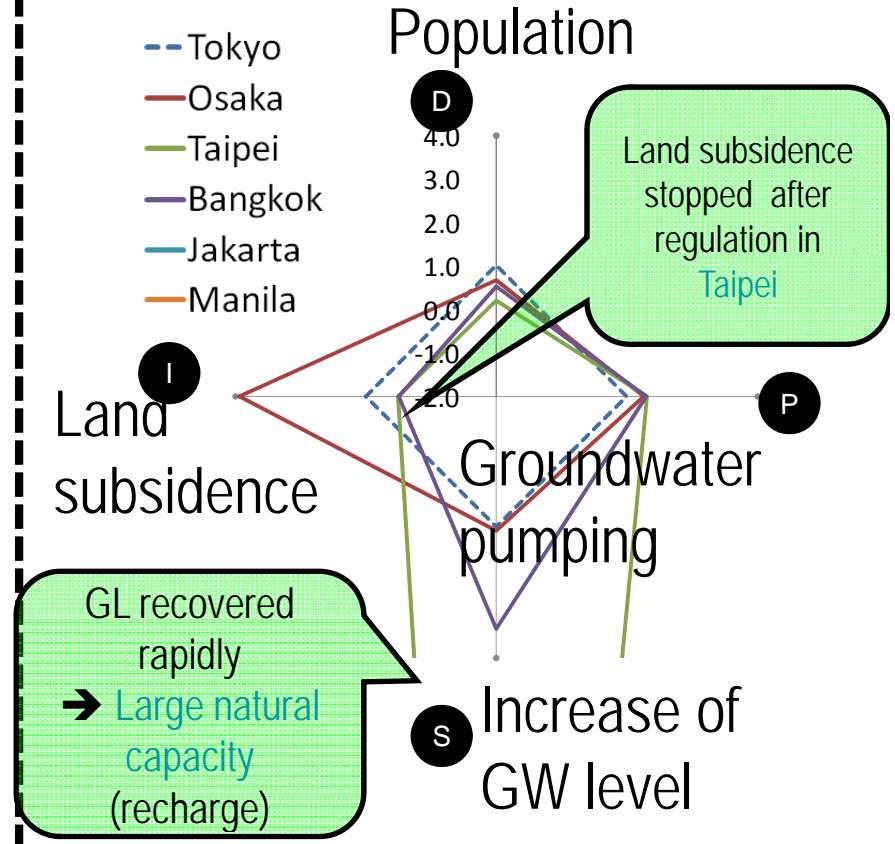 Tokyo
Osaka
Taipei
Bangkok
Jakarta
Manila
Population
D
4.0
3.0
2.0
1.0
0.0
-1.0
-2.0
Land subsidence
stopped after
regulation in
Taipei
I
Land
subsidence
P
Groundwater
pumping
GL recovered
rapidly
➔ Large natural
capacity
(recharge)
S
Increase of
GW level